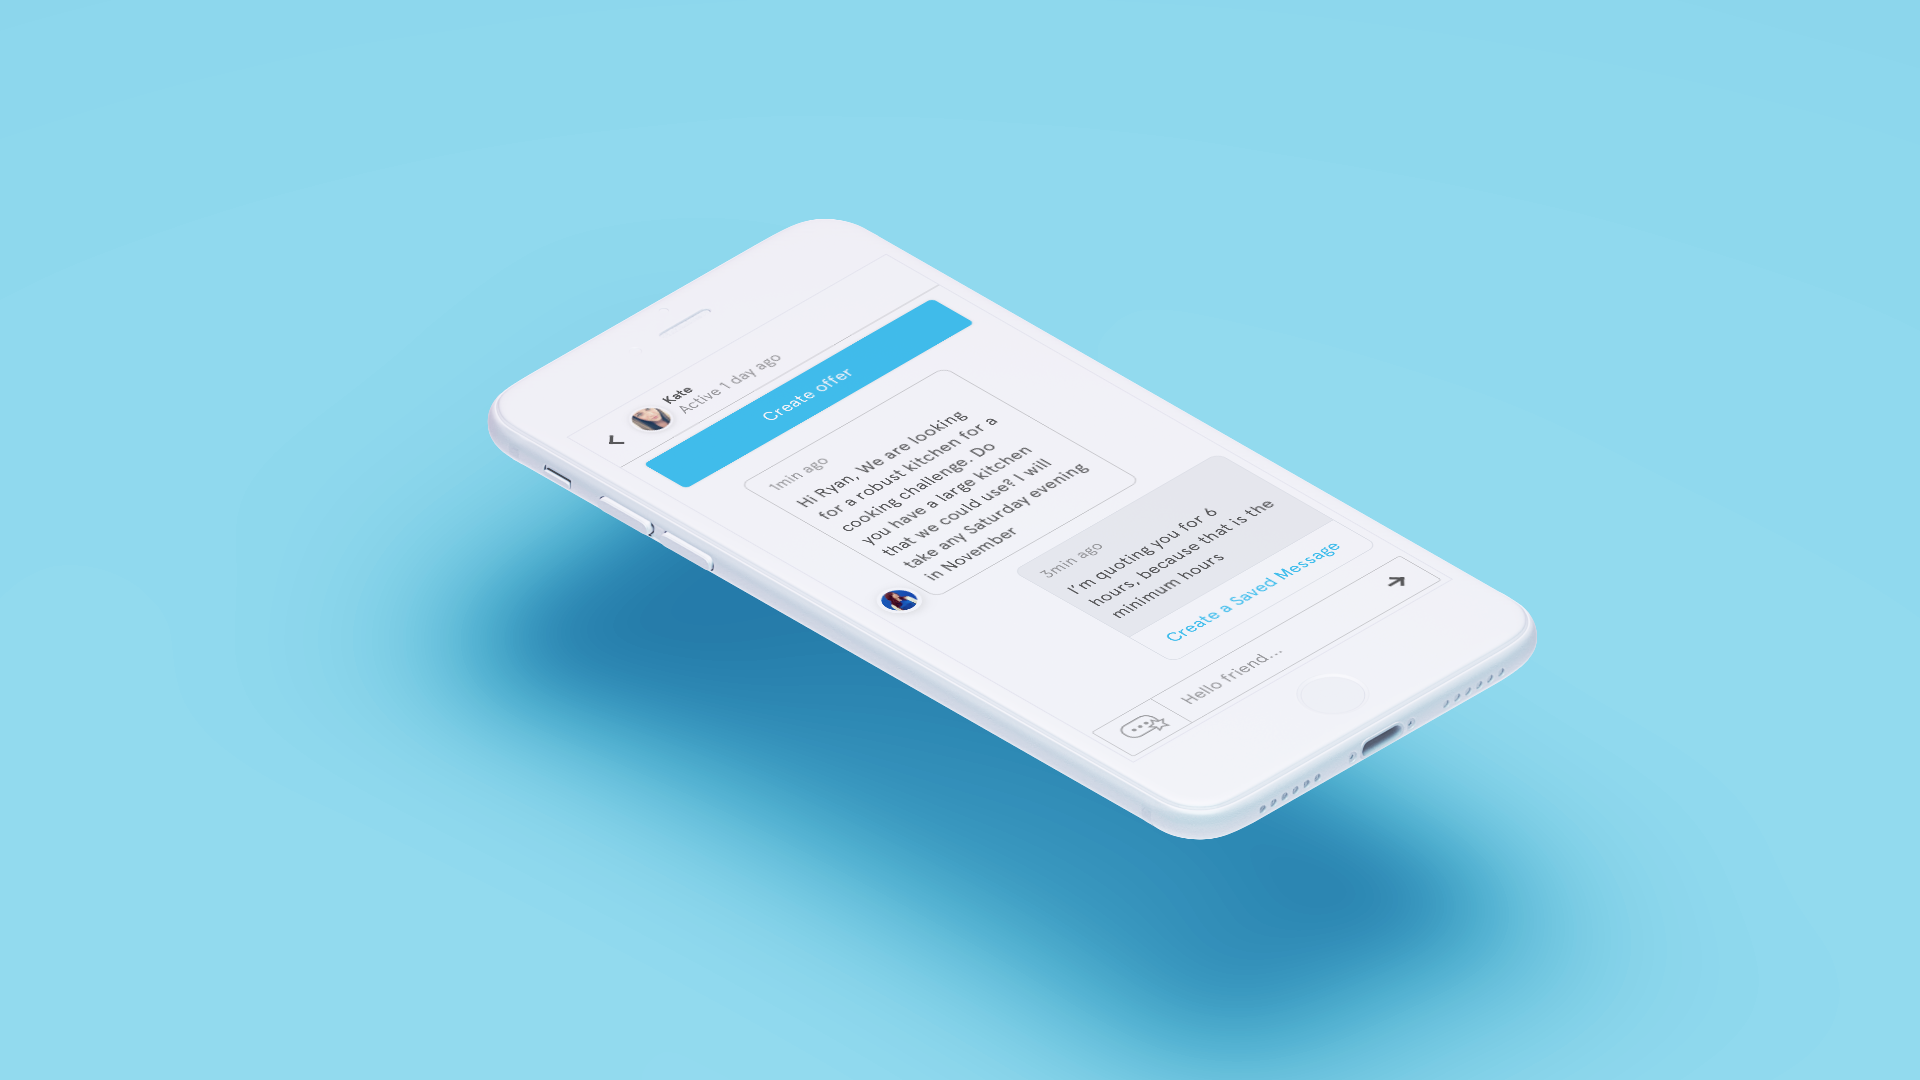 Kate
Active 1 day ago
Create offer
1min ago
Hi Ryan, We are looking
for a robust kitchen for a
cooking challenge. Do
you have a large kitchen
that we could use? I will
take any Saturday evening
in November
3min ago
I'm quoting you for 6
hours, because that is the
minimum hours
Create a Saved Message
Hello friend...